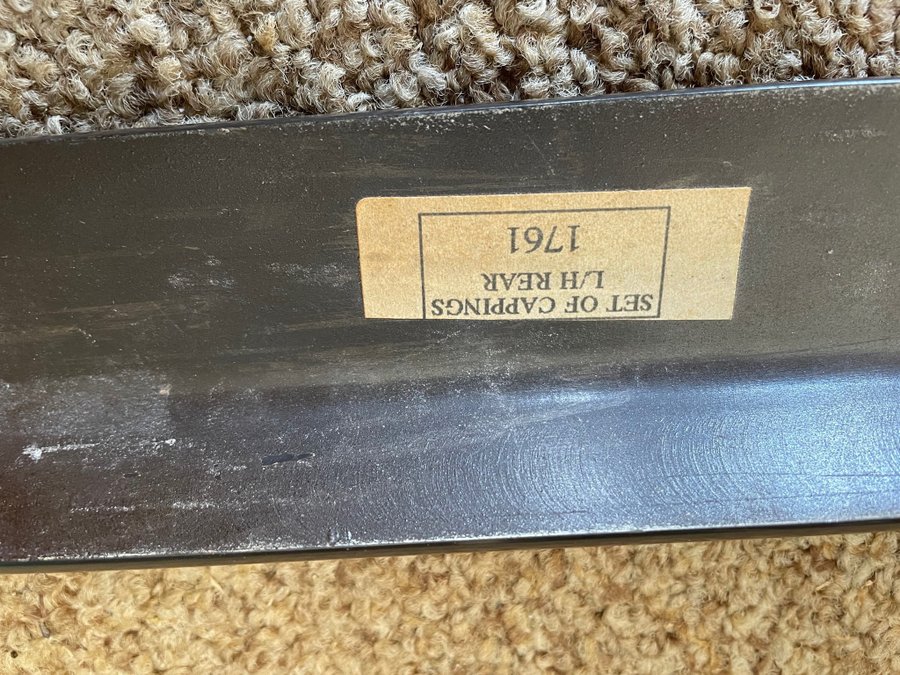 SET OF CAPPINGS
L/H REAR
1761